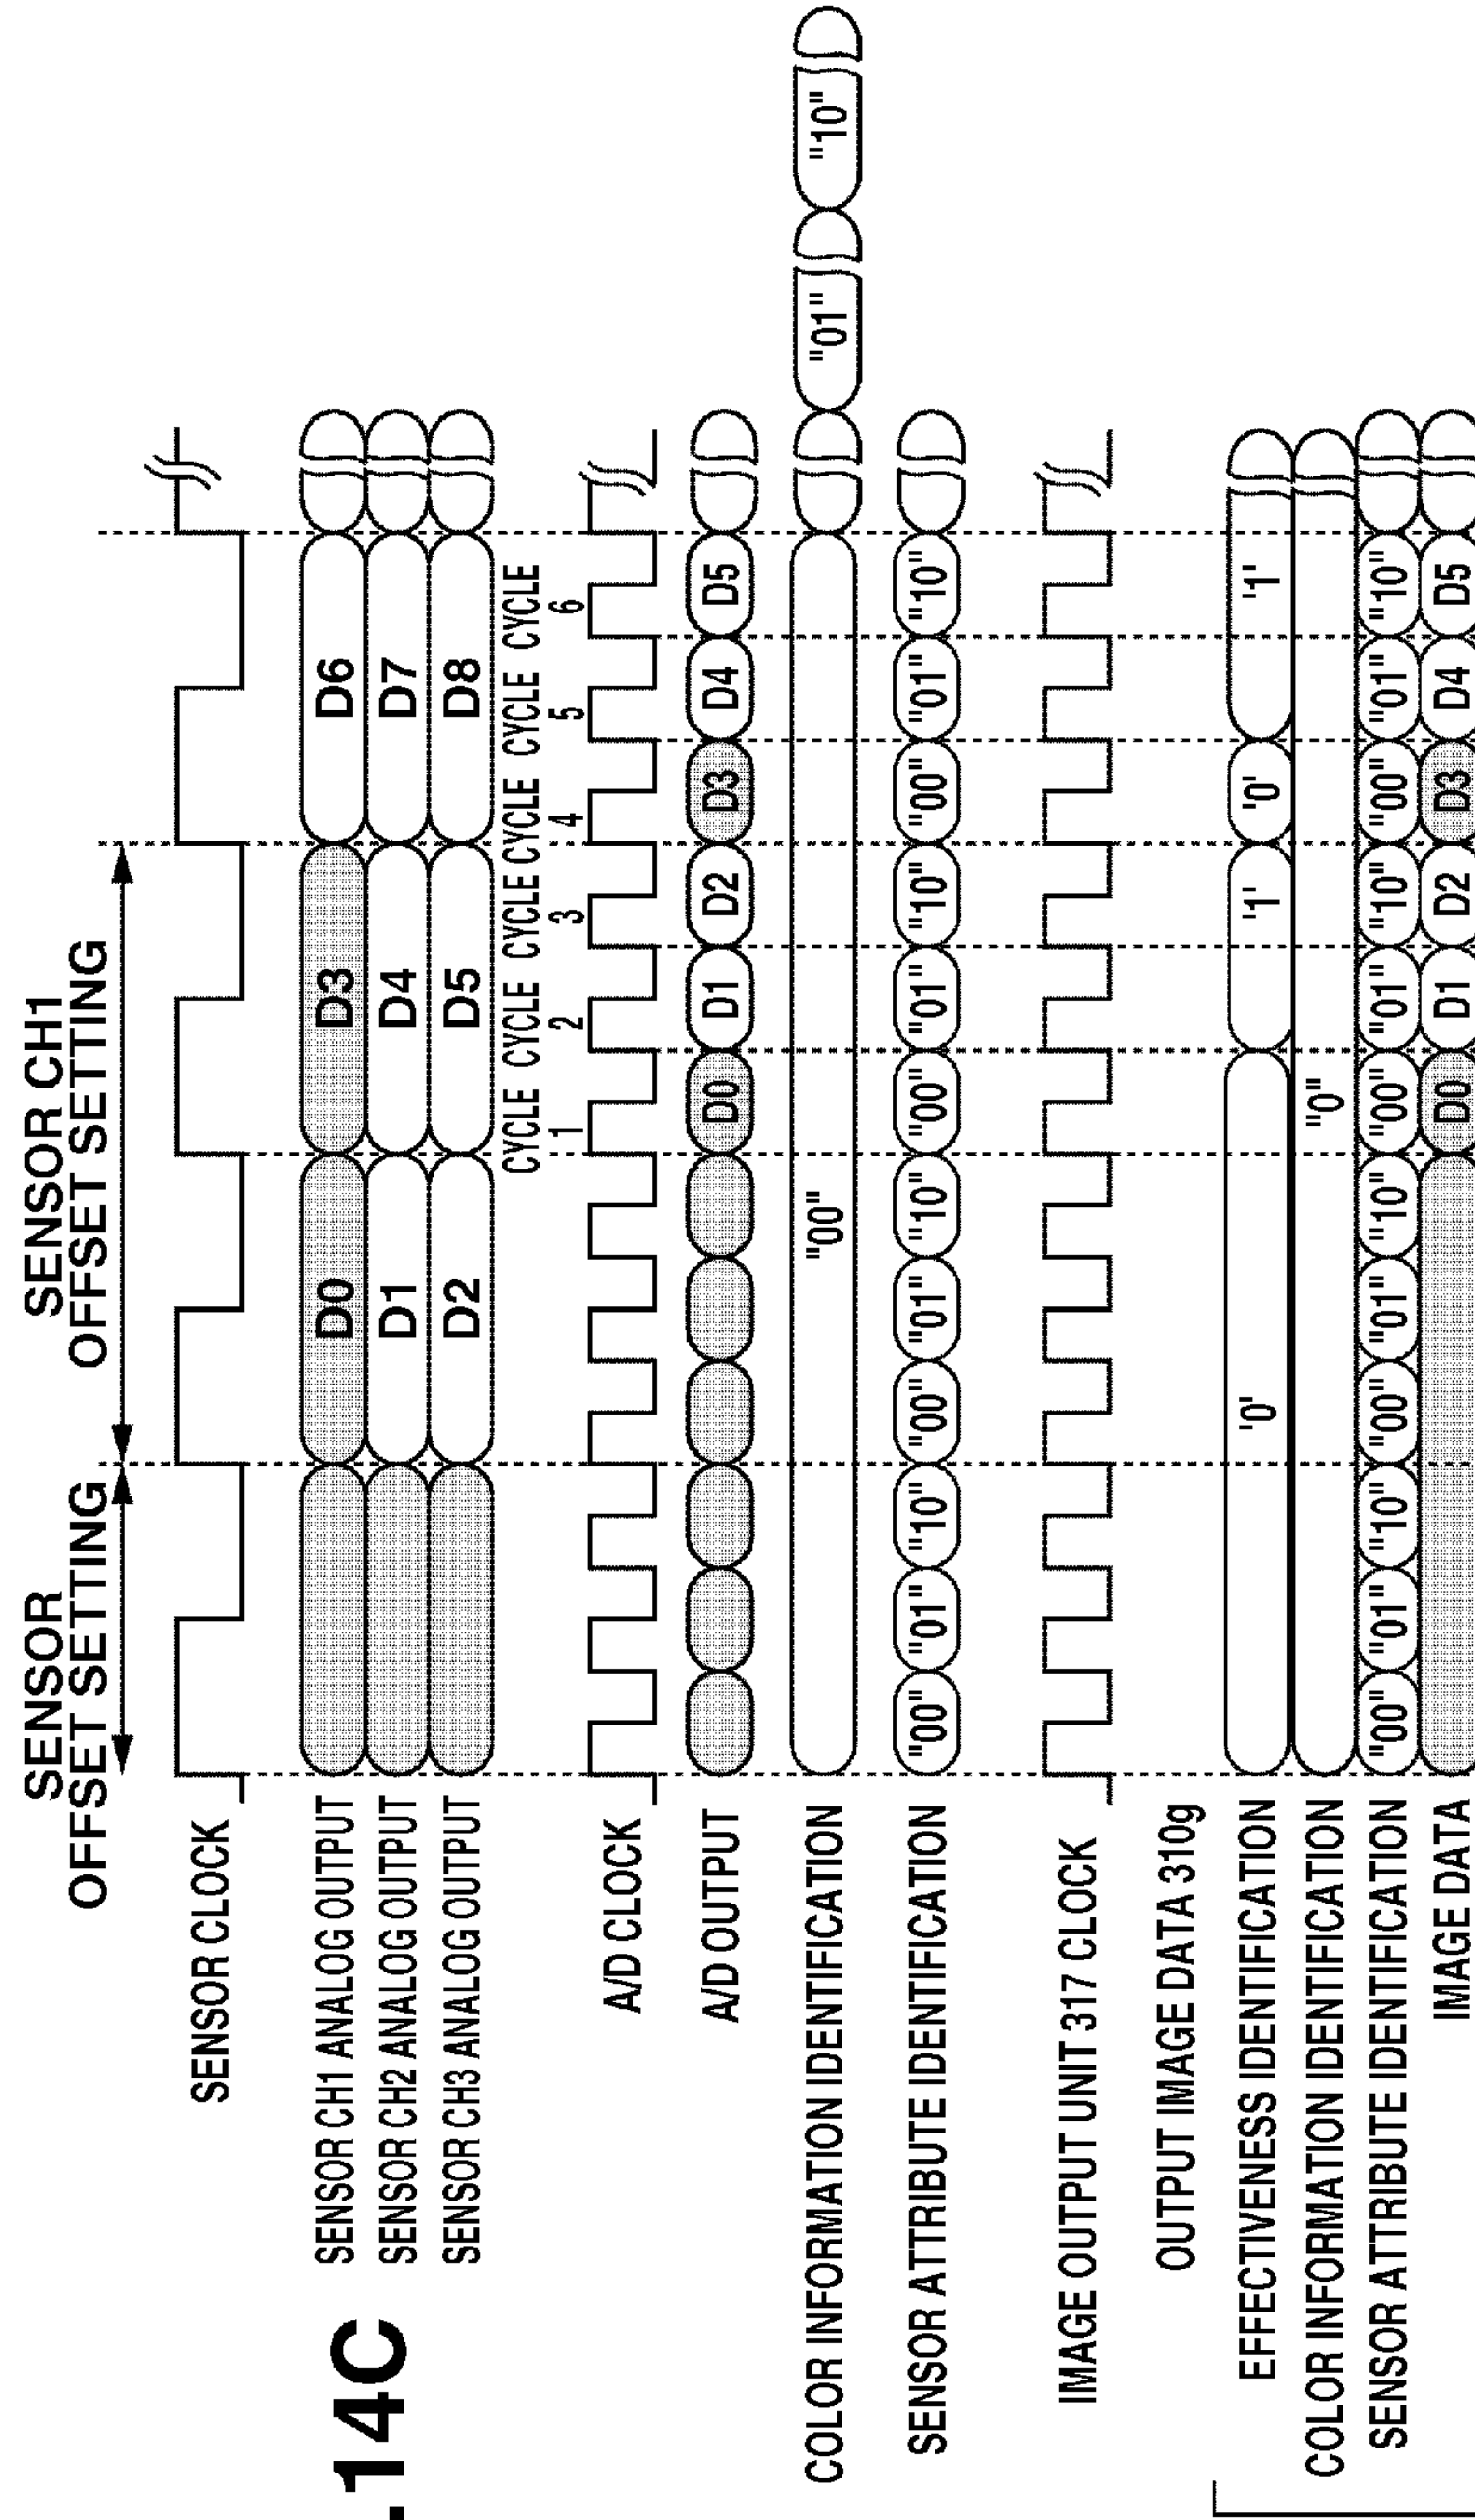 .14C
SENSOR
OFFSET SETTING
SENSOR CH1
OFFSET SETTING
SENSOR CLOCK
SENSOR CH1 ANALOG OUTPUT D0 D3 D6
SENSOR CH2 ANALOG OUTPUT D1 D4 D7
SENSOR CH3 ANALOG OUTPUT D2 D5 D8
CYCLE CYCLE CYCLE CYCLE CYCLE CYCLE
1 2 3 4 5 6
A/D CLOCK
A/D OUTPUT D0 D1 D2 D3 D4 D5
COLOR INFORMATION IDENTIFICATION "00" "01" "10"
SENSOR ATTRIBUTE IDENTIFICATION "00" "01" "10" "00" "01" "10" "00" "01" "10" "00" "01" "10"
IMAGE OUTPUT UNIT 317 CLOCK
OUTPUT IMAGE DATA 310g
EFFECTIVENESS IDENTIFICATION '0' '1' '0' '1'
COLOR INFORMATION IDENTIFICATION "0"
SENSOR ATTRIBUTE IDENTIFICATION "00" "01" "10" "00" "01" "10" "00" "01" "10" "00" "01" "10"
IMAGE DATA D0 D1 D2 D3 D4 D5